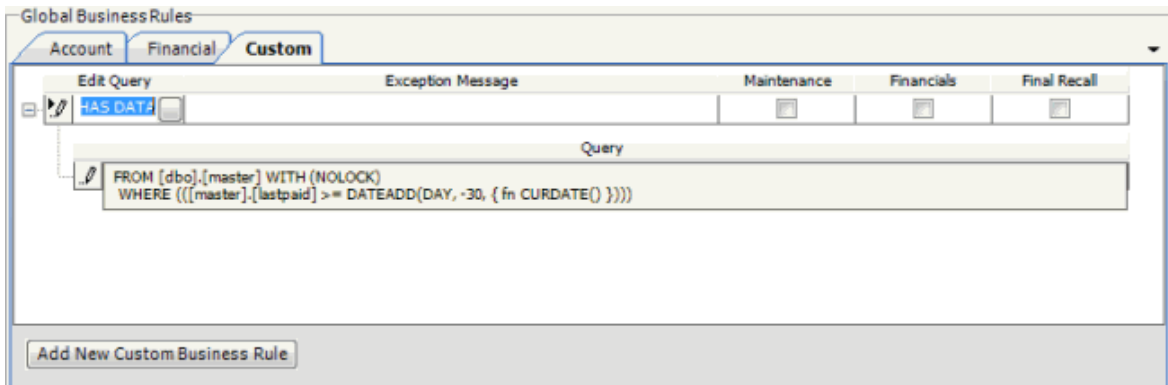 Global Business Rules
Account Financial Custom
Edit Query Exception Message Maintenance Financials Final Recall
HAS DATA
Query
FROM [dbo].[master] WITH (NOLOCK)
WHERE ((([master].[lastpaid] >= DATEADD(DAY, -30, { fn CURDATE() }))))
Add New Custom Business Rule